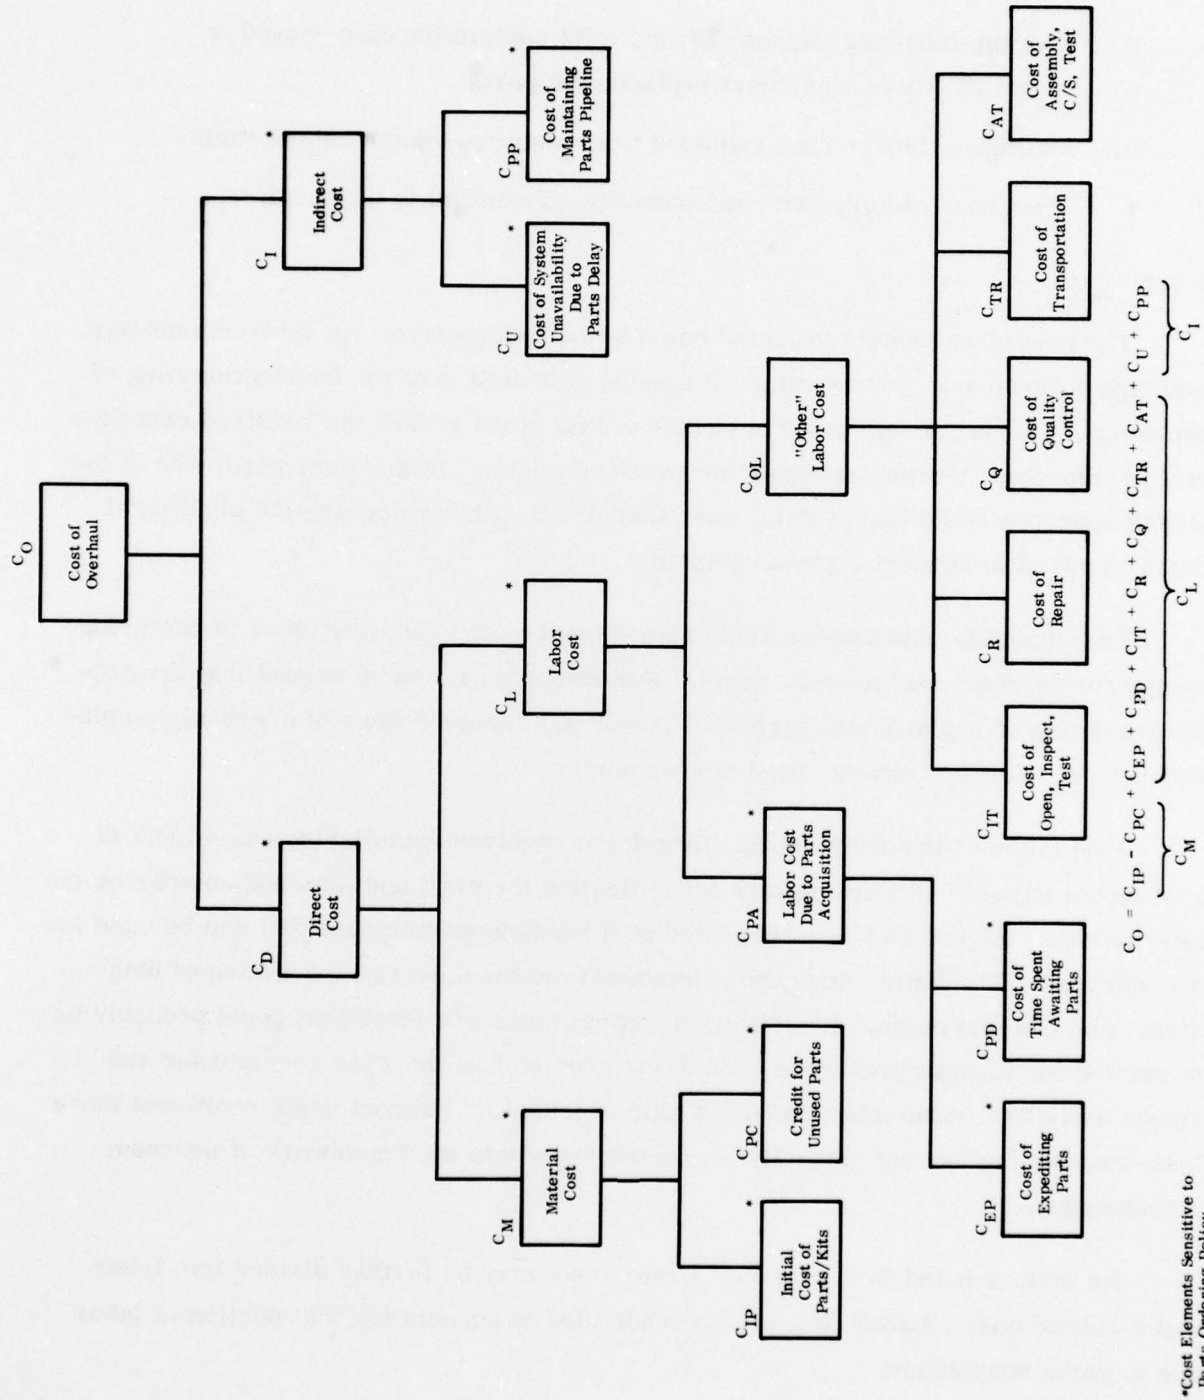 C_O
Cost of
Overhaul
C_D
*
Direct
Cost
C_I
*
Indirect
Cost
C_M
*
Material
Cost
C_L
*
Labor
Cost
C_U
*
Cost of System
Unavailability
Due to
Parts Delay
C_PP
*
Cost of
Maintaining
Parts Pipeline
C_IP
*
Initial
Cost of
Parts/Kits
C_PC
*
Credit for
Unused Parts
C_PA
*
Labor Cost
Due to Parts
Acquisition
C_OL
"Other"
Labor Cost
C_EP
*
Cost of
Expediting
Parts
C_PD
*
Cost of
Time Spent
Awaiting
Parts
C_IT
Cost of
Open, Inspect,
Test
C_R
Cost of
Repair
C_Q
Cost of
Quality
Control
C_TR
Cost of
Transportation
C_AT
Cost of
Assembly,
C/S, Test
C_O = C_IP - C_PC + C_EP + C_PD + C_IT + C_R + C_Q + C_TR + C_AT + C_U + C_PP
C_M
C_L
C_I
*Cost Elements Sensitive to
Parts Ordering Policy